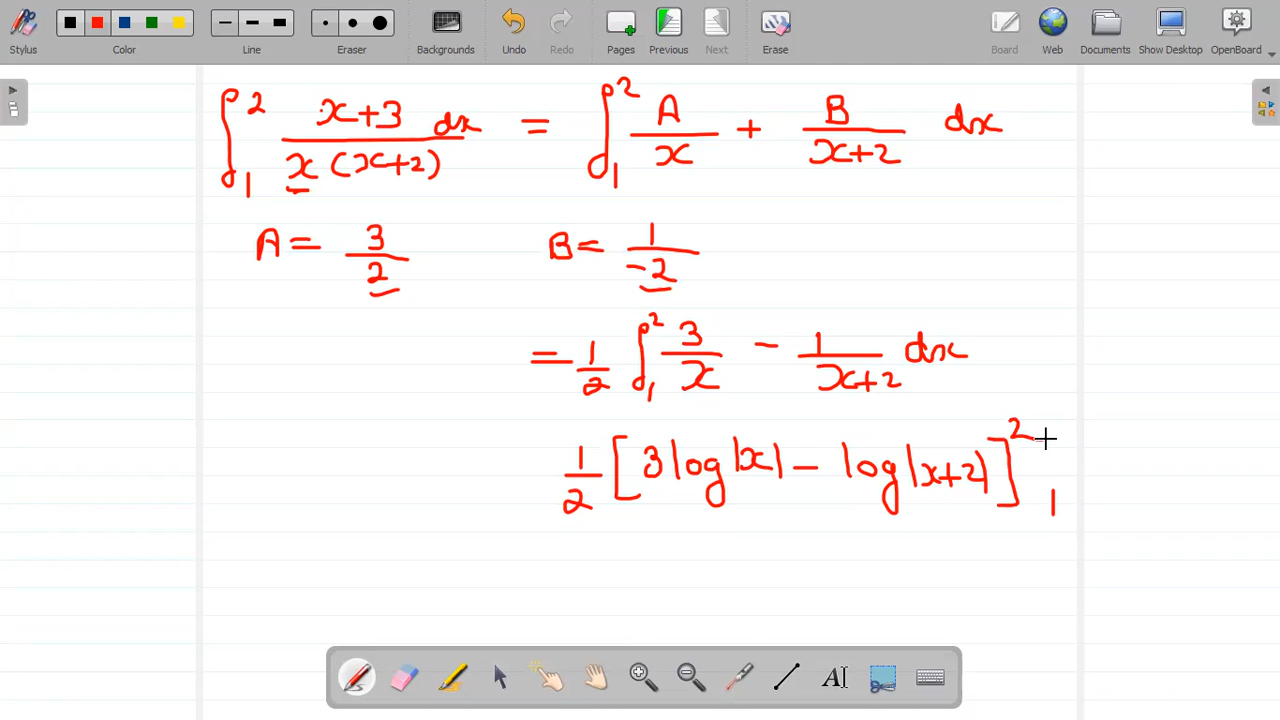 Stylus Color Line Eraser Backgrounds Undo Redo Pages Previous Next Erase Board Web Documents Show Desktop OpenBoard
∫₁² x+3 / x(x+2) dx = ∫₁² A/x + B/x+2 dx
A = 3/2 B = 1/-2
= 1/2 ∫₁² 3/x - 1/x+2 dx
1/2 [3 log|x| - log|x+2|]₁²